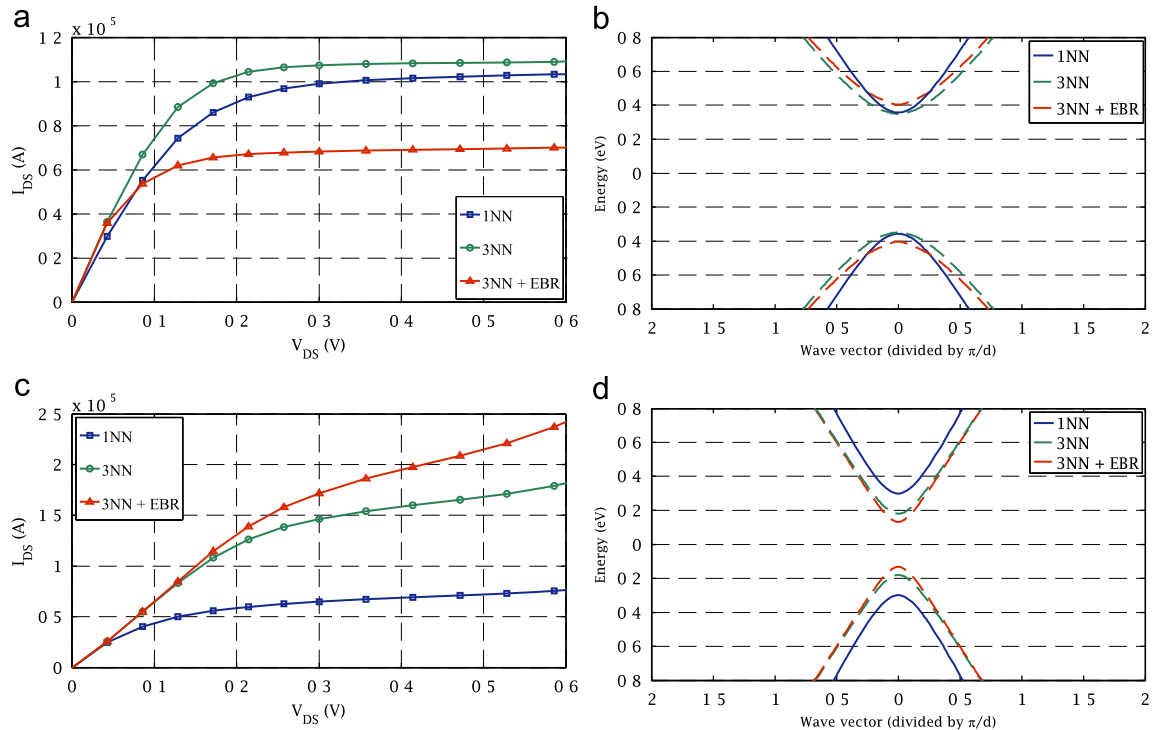 a
x 10 5
1 2
1
0 8
0 6
0 4
0 2
0
0 0 1 0 2 0 3 0 4 0 5 0 6
I DS (A)
V DS (V)
1NN
3NN
3NN + EBR
b
0 8
0 6
0 4
0 2
0
0 2
0 4
0 6
0 8
2 1 5 1 0 5 0 0 5 1 1 5 2
Energy (eV)
Wave vector (divided by π/d)
1NN
3NN
3NN + EBR
c
x 10 5
2 5
2
1 5
1
0 5
0
0 0 1 0 2 0 3 0 4 0 5 0 6
I DS (A)
V DS (V)
1NN
3NN
3NN + EBR
d
0 8
0 6
0 4
0 2
0
0 2
0 4
0 6
0 8
2 1 5 1 0 5 0 0 5 1 1 5 2
Energy (eV)
Wave vector (divided by π/d)
1NN
3NN
3NN + EBR